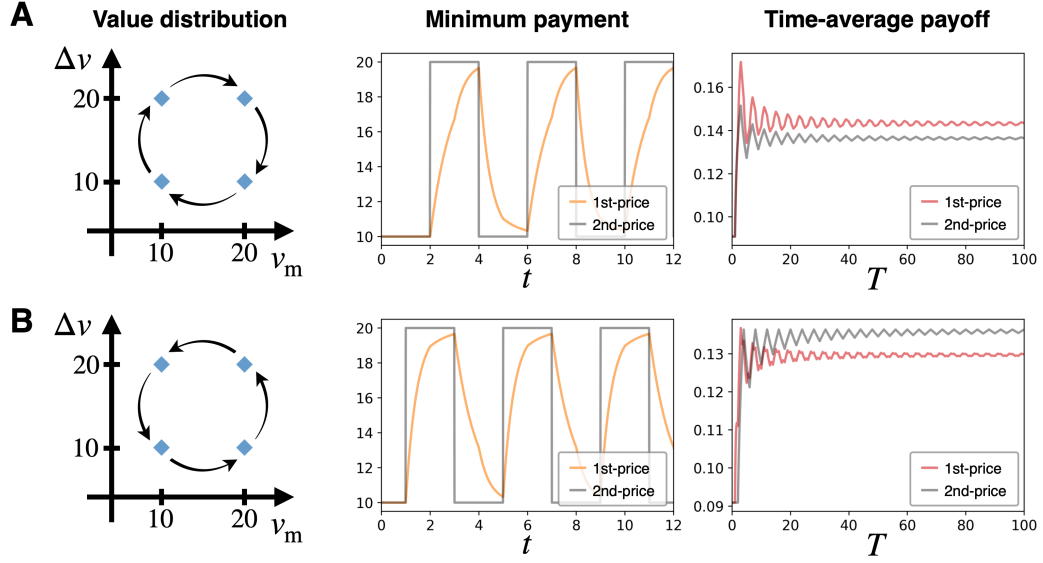 A
Value distribution
Minimum payment
Time-average payoff
Δv
20
10
10
20
v_m
20
18
16
14
12
10
0
2
4
6
8
10
12
t
1st-price
2nd-price
0.16
0.14
0.12
0.10
0
20
40
60
80
100
T
1st-price
2nd-price
B
Δv
20
10
10
20
v_m
20
18
16
14
12
10
0
2
4
6
8
10
12
t
1st-price
2nd-price
0.13
0.12
0.11
0.10
0.09
0
20
40
60
80
100
T
1st-price
2nd-price